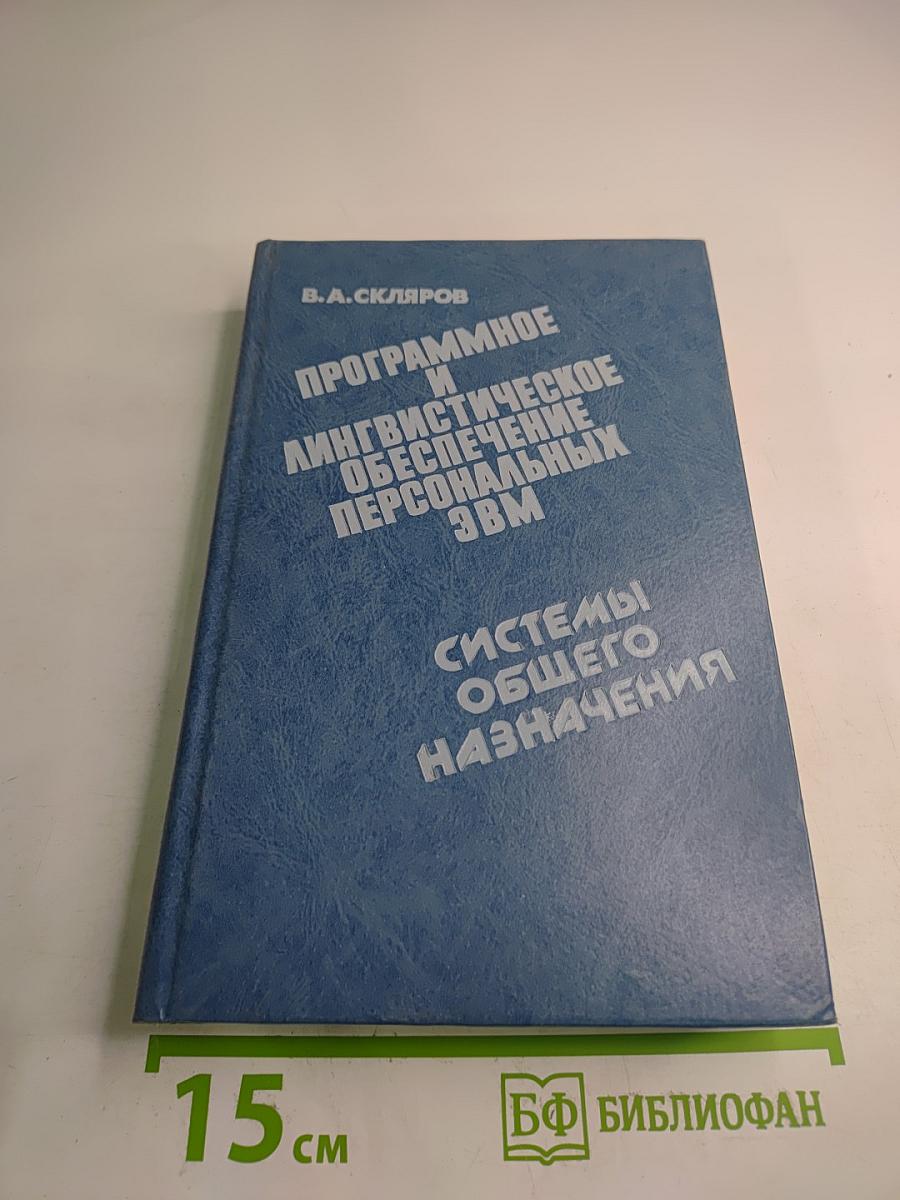 В.А.СКЛЯРОВ
ПРОГРАММНОЕ
И
ЛИНГВИСТИЧЕСКОЕ
ОБЕСПЕЧЕНИЕ
ПЕРСОНАЛЬНЫХ
ЭВМ
СИСТЕМЫ
ОБЩЕГО
НАЗНАЧЕНИЯ
15 см
БФ БИБЛИОФАН